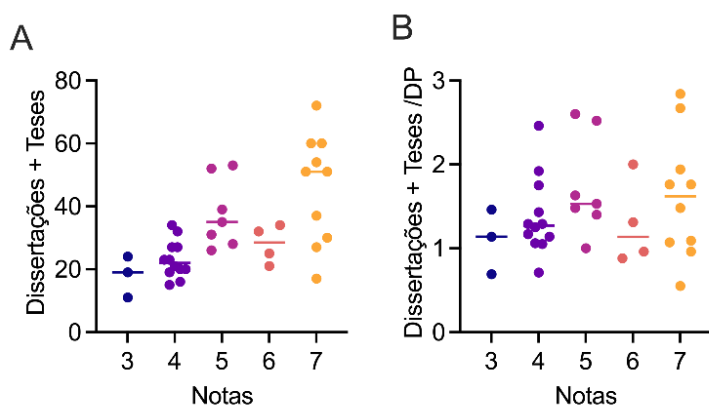 A
Dissertações + Teses
80
60
40
20
0
3 4 5 6 7
Notas
B
Dissertações + Teses /DP
3
2
1
0
3 4 5 6 7
Notas